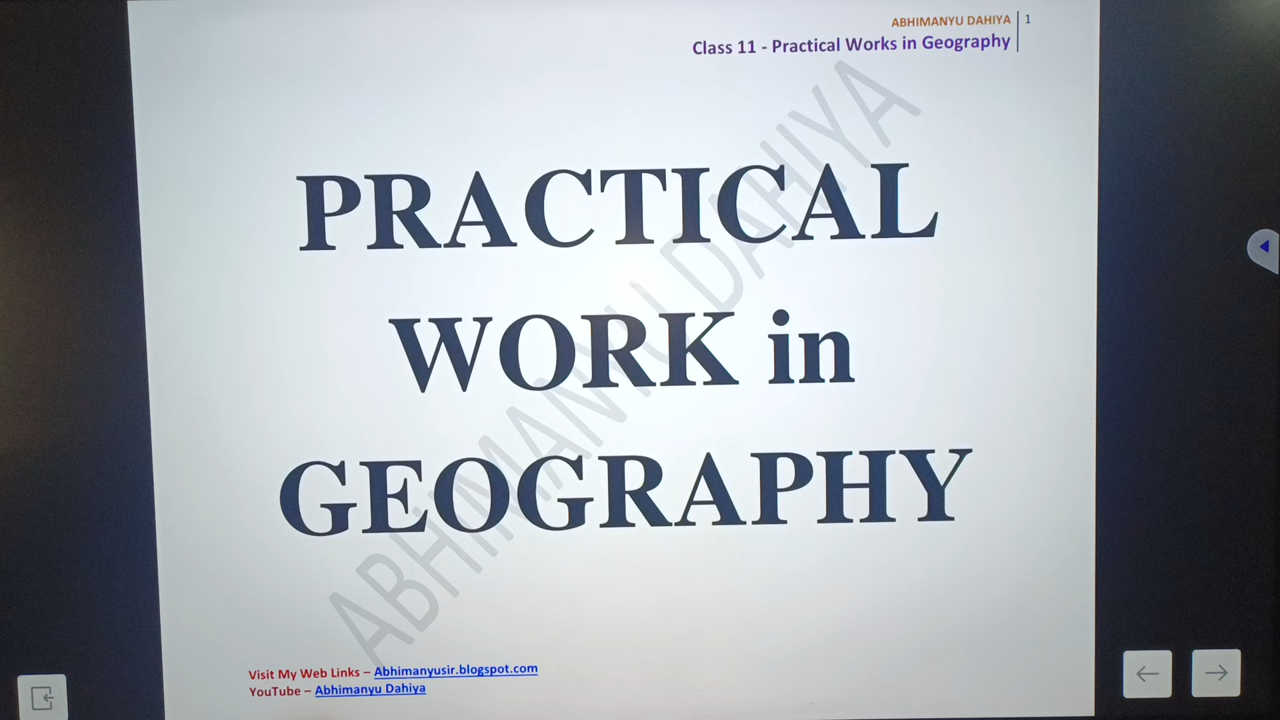 ABHIMANYU DAHIYA 1
Class 11 - Practical Works in Geography
PRACTICAL
WORK in
GEOGRAPHY
ABHIMANYU DAHIYA
Visit My Web Links – Abhimanyusir.blogspot.com
YouTube – Abhimanyu Dahiya